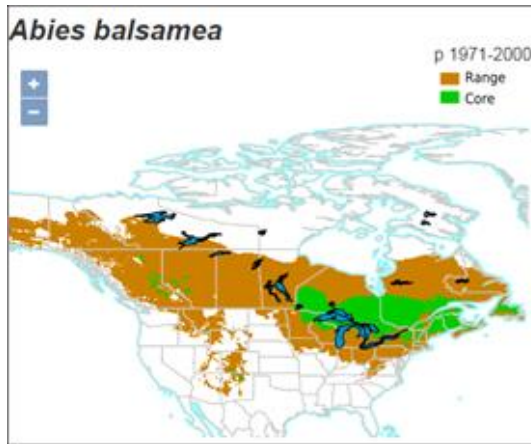 Abies balsamea
p 1971-2000
+
Range
Core
−